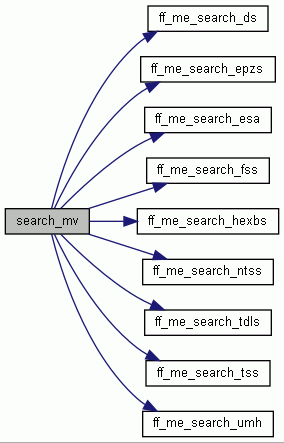 ff_me_search_ds
ff_me_search_epzs
ff_me_search_esa
ff_me_search_fss
search_mv
ff_me_search_hexbs
ff_me_search_ntss
ff_me_search_tdls
ff_me_search_tss
ff_me_search_umh